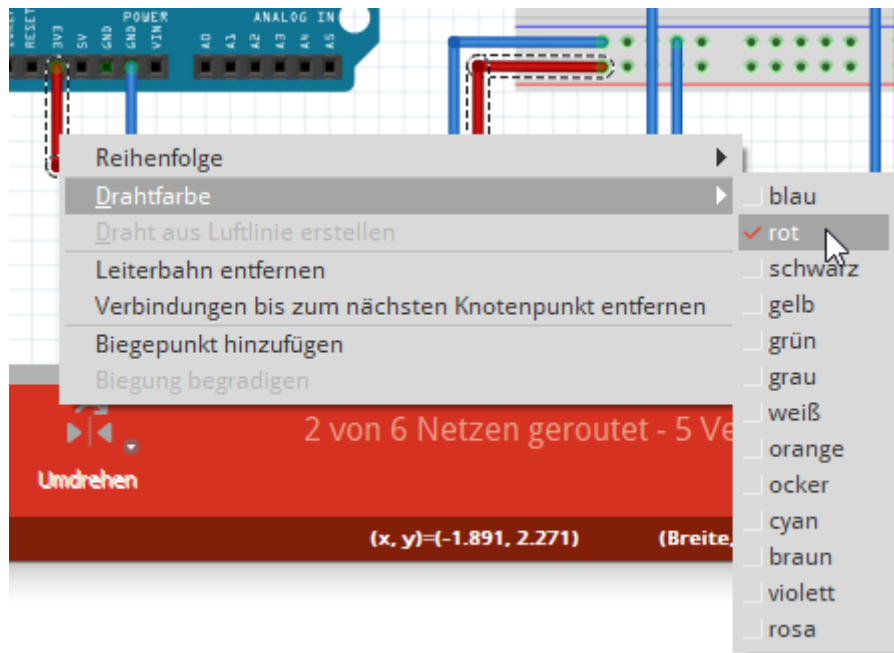 POWER
ANALOG IN
RESET
3V3
5V
GND
GND
VIN
A0
A1
A2
A3
A4
A5
Reihenfolge
Drahtfarbe
Draht aus Luftlinie erstellen
Leiterbahn entfernen
Verbindungen bis zum nächsten Knotenpunkt entfernen
Biegepunkt hinzufügen
Biegung begradigen
blau
rot
schwarz
gelb
grün
grau
weiß
orange
ocker
cyan
braun
violett
rosa
2 von 6 Netzen geroutet - 5 Ve
Umdrehen
(x, y)=(-1.891, 2.271)
(Breite,